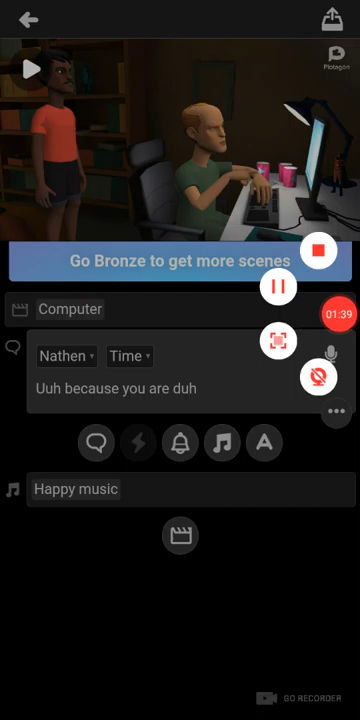 Plotagon
Go Bronze to get more scenes
Computer
01:39
Nathen
Time
Uuh because you are duh
Happy music
GO RECORDER